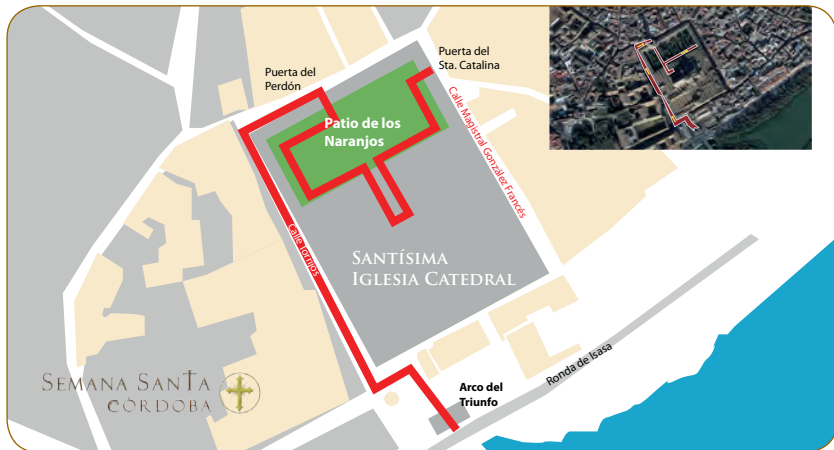 Puerta del
Perdón
Puerta del
Sta. Catalina
Patio de los
Naranjos
Calle Magistral González Francés
Calle Torrijos
SANTÍSIMA
IGLESIA CATEDRAL
Ronda de Isasa
Arco del
Triunfo
SEMANA SANTA
CÓRDOBA